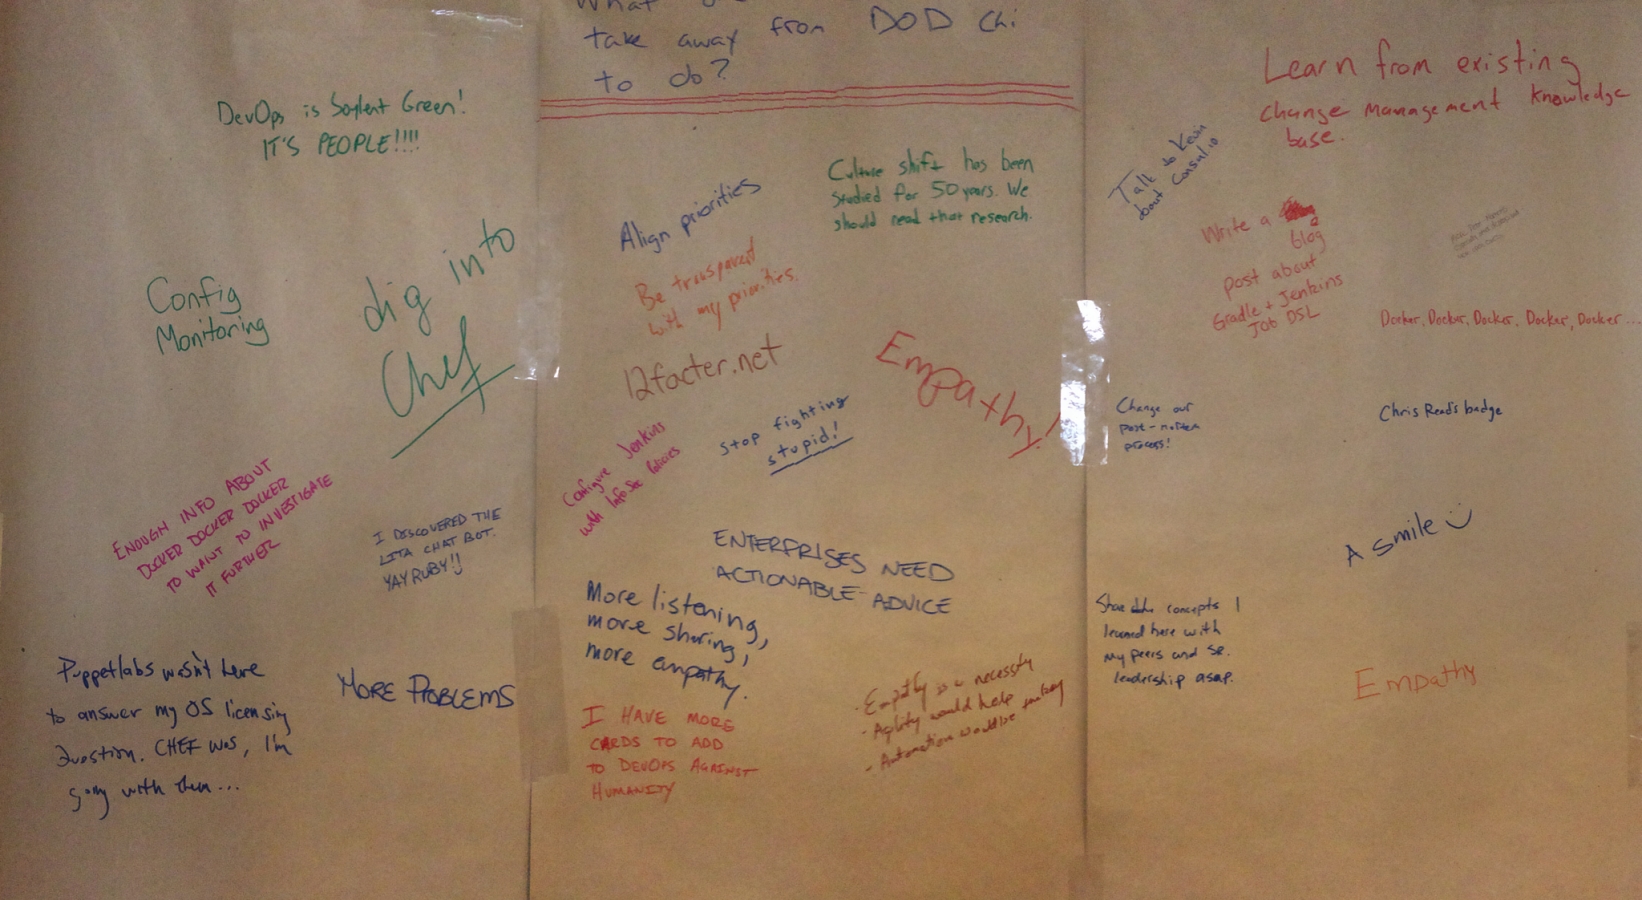 take away from DOD Chi
to do?
DevOps is Soylent Green!
IT'S PEOPLE!!!!
Config
Monitoring
dig into
Chef
ENOUGH INFO ABOUT
DOCKER DOCKER DOCKER
TO WANT TO INVESTIGATE
IT FURTHER
I DISCOVERED THE
LITA CHAT BOT.
YAY RUBY!!
Puppetlabs wasn't here
to answer my OS licensing
Question. CHEF was, I'm
going with them...
MORE PROBLEMS
Align priorities
Be transparent
with my priorities.
Culture shift has been
studied for 50 years. We
should read that research.
12facter.net
Empathy!
Configure Jenkins
with InfoSec Policies
Stop fighting
stupid!
ENTERPRISES NEED
ACTIONABLE ADVICE
More listening,
more sharing,
more empathy.
I HAVE MORE
CARDS TO ADD
TO DEVOPS AGAINST
HUMANITY
- Empathy is a necessity
- Agility would help
- Automation would be
Learn from existing
Change Management Knowledge
base.
Talk to Kevin
about Consul.io
Write a
blog
post about
Gradle + Jenkins
Job DSL
Docker, Docker, Docker, Docker, Docker...
Change our
post-mortem
process!
Chris Read's badge
A smile
Share the concepts I
learned here with
my peers and sr.
leadership asap.
Empathy